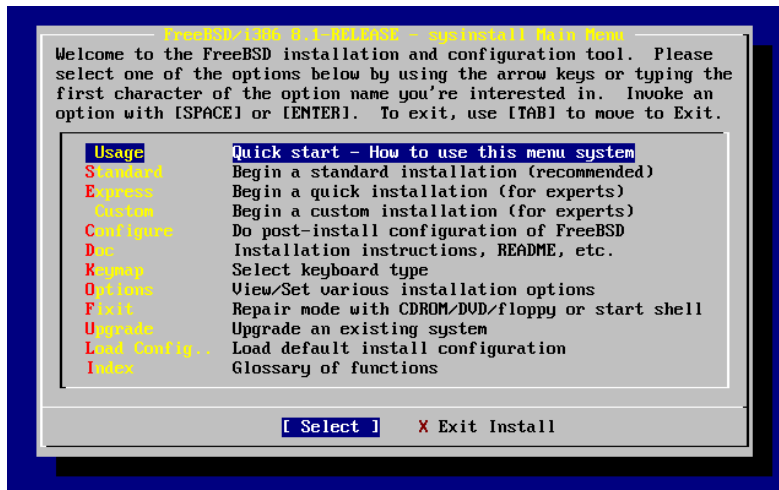 FreeBSD/i386 8.1-RELEASE - sysinstall Main Menu
Welcome to the FreeBSD installation and configuration tool.  Please
select one of the options below by using the arrow keys or typing the
first character of the option name you're interested in.  Invoke an
option with [SPACE] or [ENTER].  To exit, use [TAB] to move to Exit.
Usage Quick start - How to use this menu system
Standard Begin a standard installation (recommended)
Express Begin a quick installation (for experts)
Custom Begin a custom installation (for experts)
Configure Do post-install configuration of FreeBSD
Doc Installation instructions, README, etc.
Keymap Select keyboard type
Options View/Set various installation options
Fixit Repair mode with CDROM/DVD/floppy or start shell
Upgrade Upgrade an existing system
Load Config.. Load default install configuration
Index Glossary of functions
[ Select ] X Exit Install